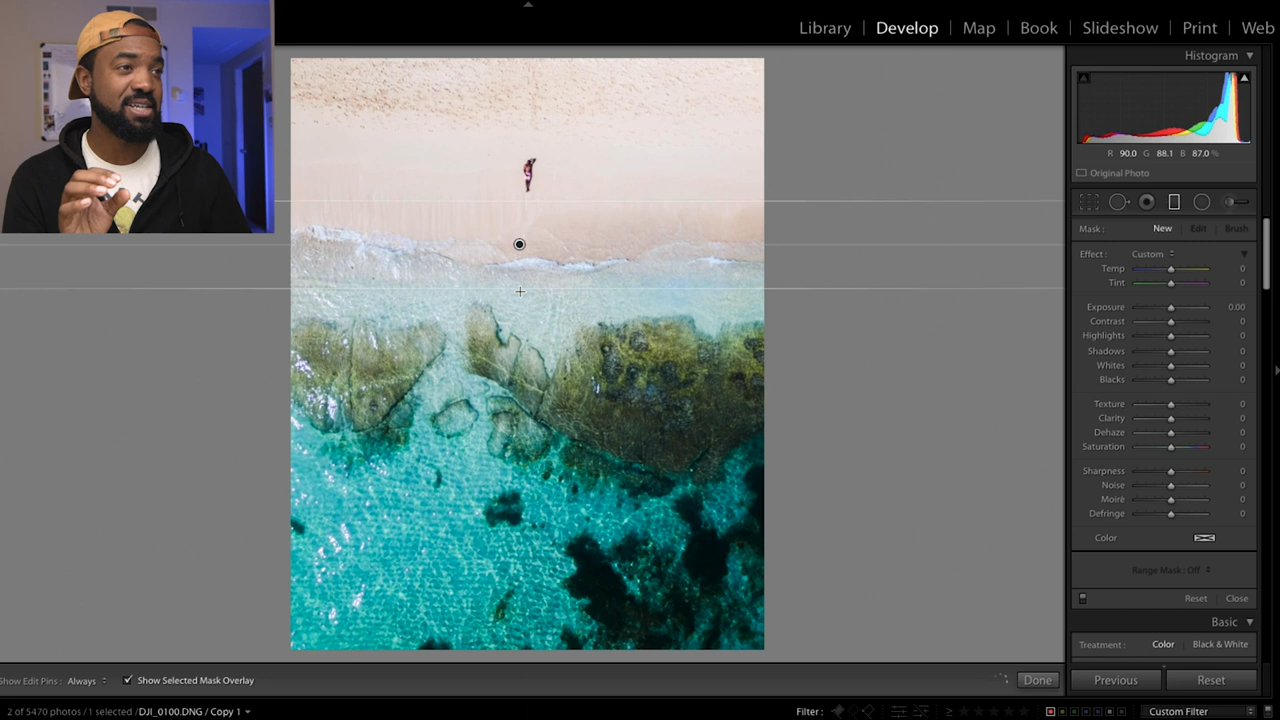 Library | Develop | Map | Book | Slideshow | Print | Web
Histogram
R 90.0 G 88.1 B 87.0 %
Original Photo
Mask : New Edit Brush
Effect : Custom
Temp 0
Tint 0
Exposure 0.00
Contrast 0
Highlights 0
Shadows 0
Whites 0
Blacks 0
Texture 0
Clarity 0
Dehaze 0
Saturation 0
Sharpness 0
Noise 0
Moiré 0
Defringe 0
Color
Range Mask : Off
Reset Close
Basic
Treatment : Color Black & White
Show Edit Pins : Always Show Selected Mask Overlay Done Previous Reset
2 of 5470 photos / 1 selected / DJI_0100.DNG / Copy 1 Filter : Custom Filter